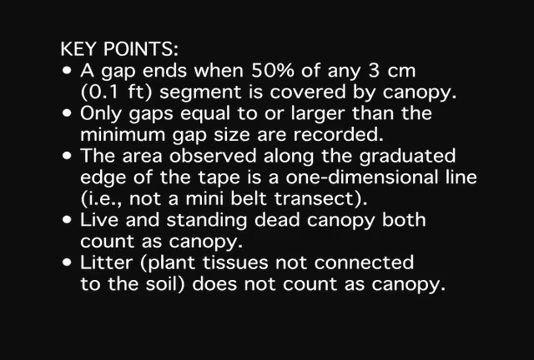 KEY POINTS:
• A gap ends when 50% of any 3 cm
(0.1 ft) segment is covered by canopy.
• Only gaps equal to or larger than the
minimum gap size are recorded.
• The area observed along the graduated
edge of the tape is a one-dimensional line
(i.e., not a mini belt transect).
• Live and standing dead canopy both
count as canopy.
• Litter (plant tissues not connected
to the soil) does not count as canopy.